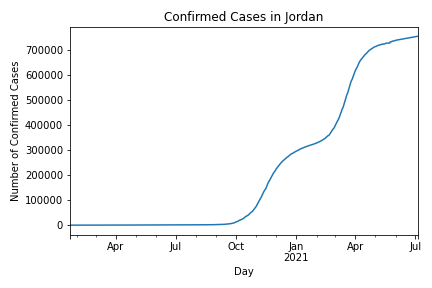 Confirmed Cases in Jordan
Number of Confirmed Cases
700000
600000
500000
400000
300000
200000
100000
0
Apr
Jul
Oct
Jan
2021
Apr
Jul
Day